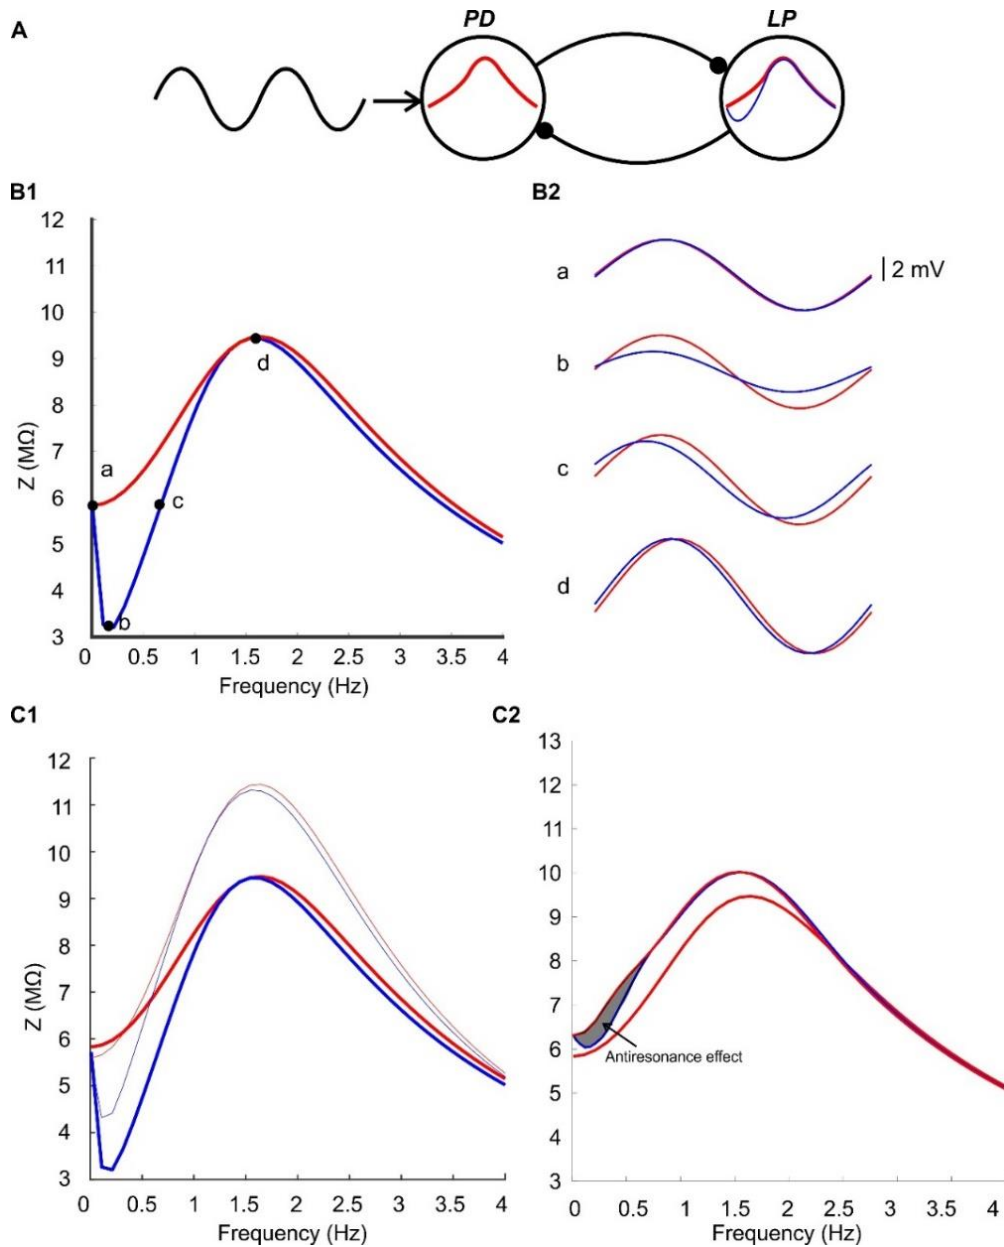 A
PD
LP
B1
B2
12
11
10
9
8
7
6
5
4
3
Z (MΩ)
a
b
c
d
0 0.5 1 1.5 2 2.5 3 3.5 4
Frequency (Hz)
a
2 mV
b
c
d
C1
C2
12
11
10
9
8
7
6
5
4
3
Z (MΩ)
0 0.5 1 1.5 2 2.5 3 3.5 4
Frequency (Hz)
13
12
11
10
9
8
7
6
5
4
3
Antiresonance effect
0 0.5 1 1.5 2 2.5 3 3.5 4
Frequency (Hz)